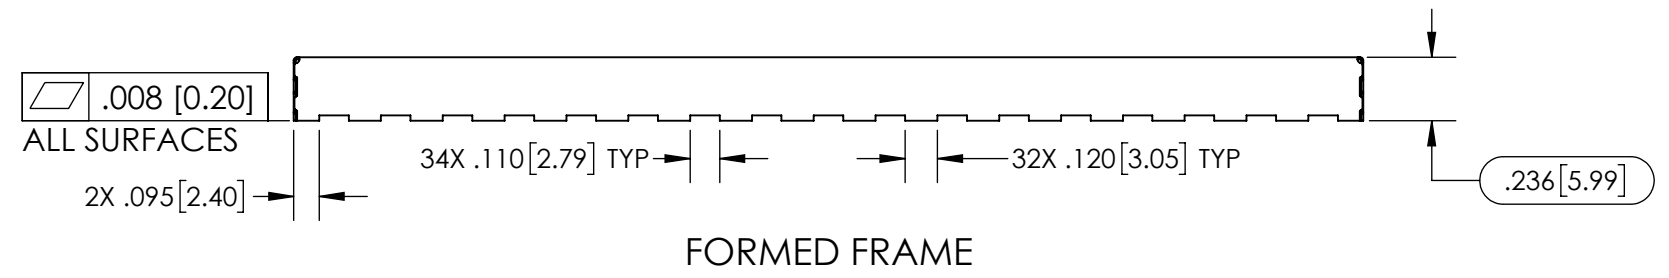 .008 [0.20]
ALL SURFACES
34X .110[2.79] TYP
32X .120[3.05] TYP
2X .095[2.40]
.236[5.99]
FORMED FRAME